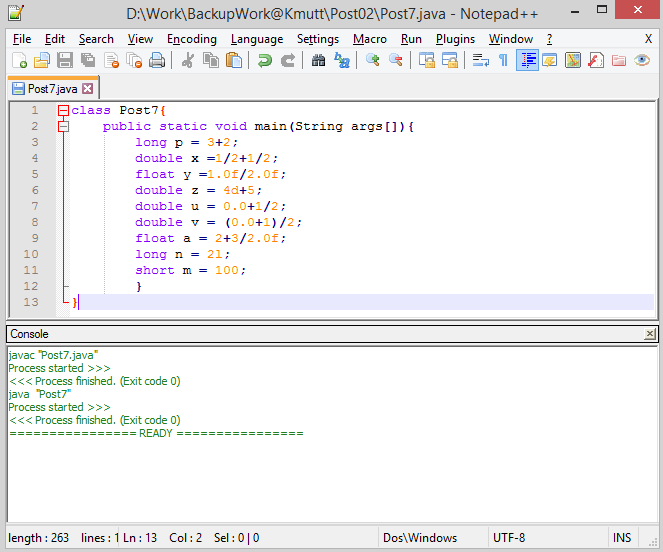 D:\Work\BackupWork@Kmutt\Post02\Post7.java - Notepad++
File Edit Search View Encoding Language Settings Macro Run Plugins Window ? X
Post7.java
1 class Post7{
2 public static void main(String args[]){
3 long p = 3+2;
4 double x =1/2+1/2;
5 float y =1.0f/2.0f;
6 double z = 4d+5;
7 double u = 0.0+1/2;
8 double v = (0.0+1)/2;
9 float a = 2+3/2.0f;
10 long n = 2l;
11 short m = 100;
12 }
13 }
Console
javac "Post7.java"
Process started >>>
<<< Process finished. (Exit code 0)
java "Post7"
Process started >>>
<<< Process finished. (Exit code 0)
================ READY ================
length : 263 lines : 1 Ln : 13 Col : 2 Sel : 0 | 0 Dos\Windows UTF-8 INS